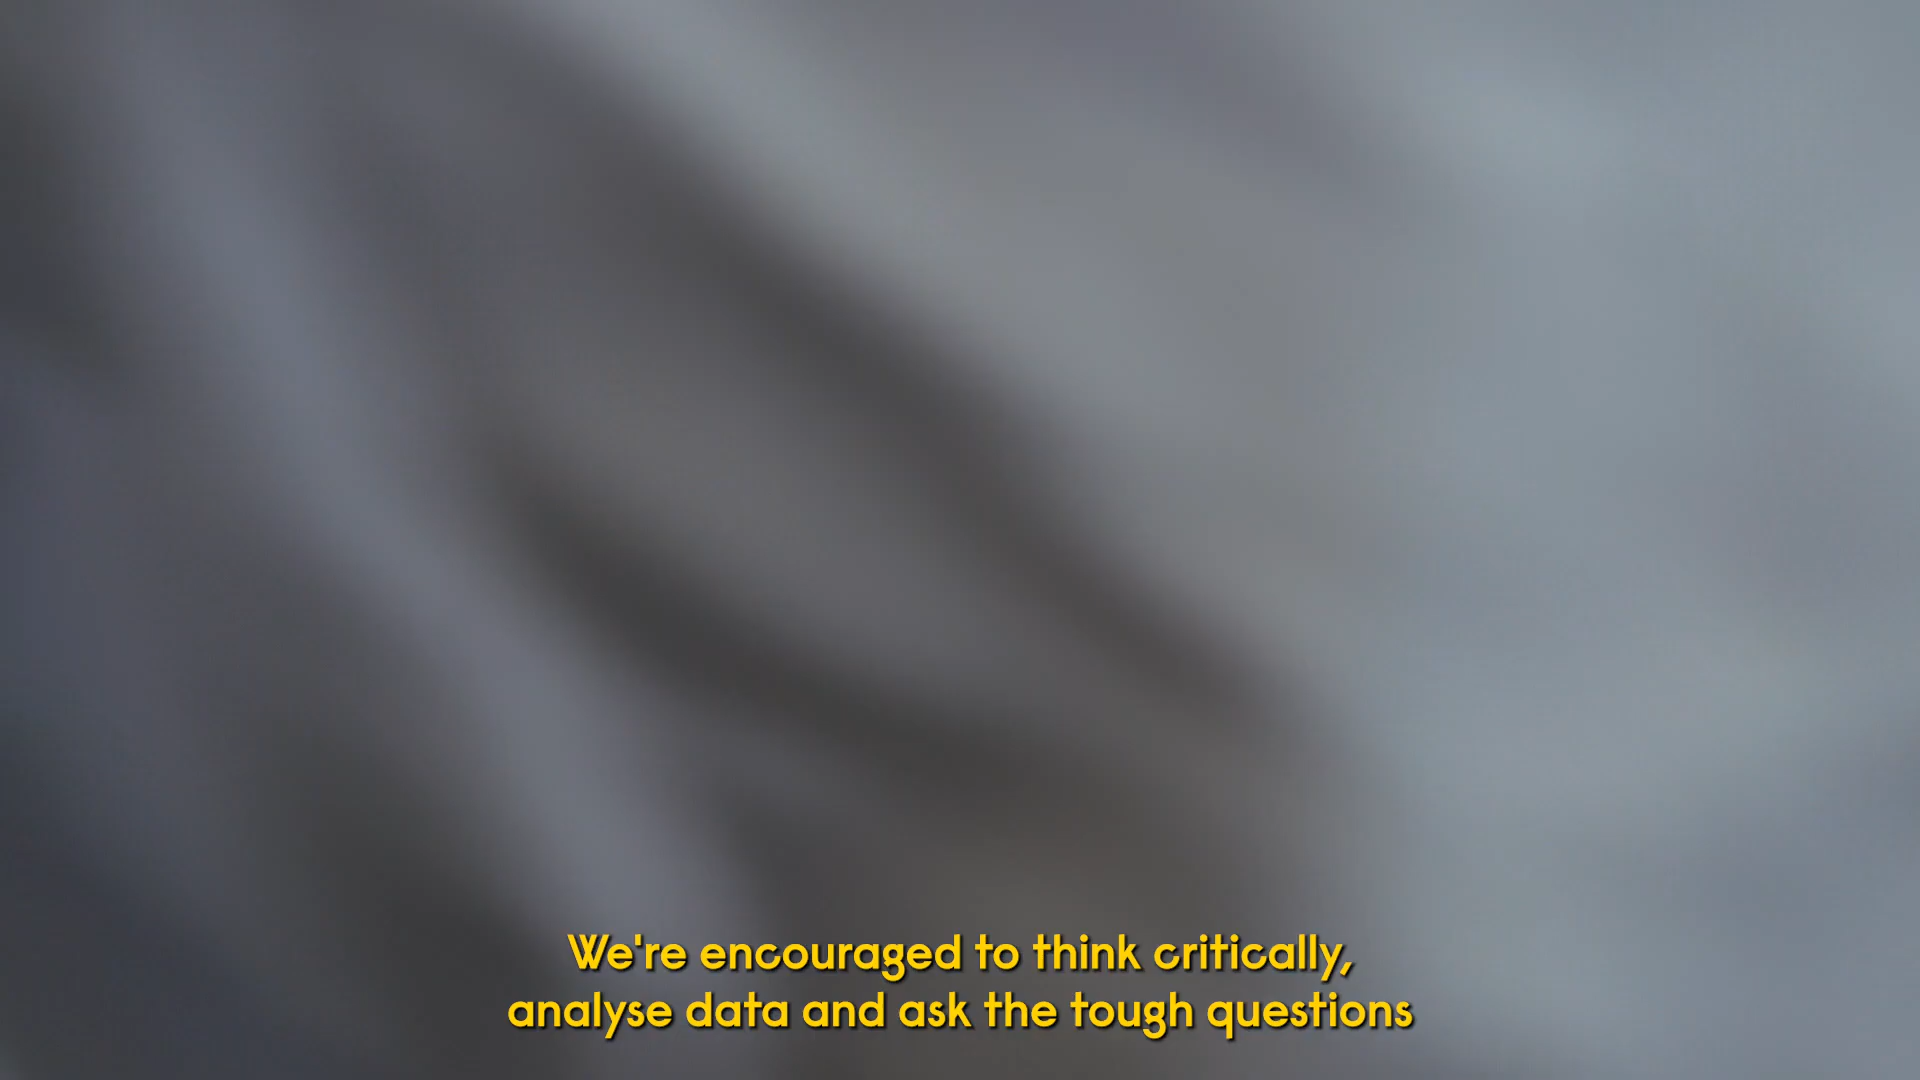 We're encouraged to think critically,
analyse data and ask the tough questions